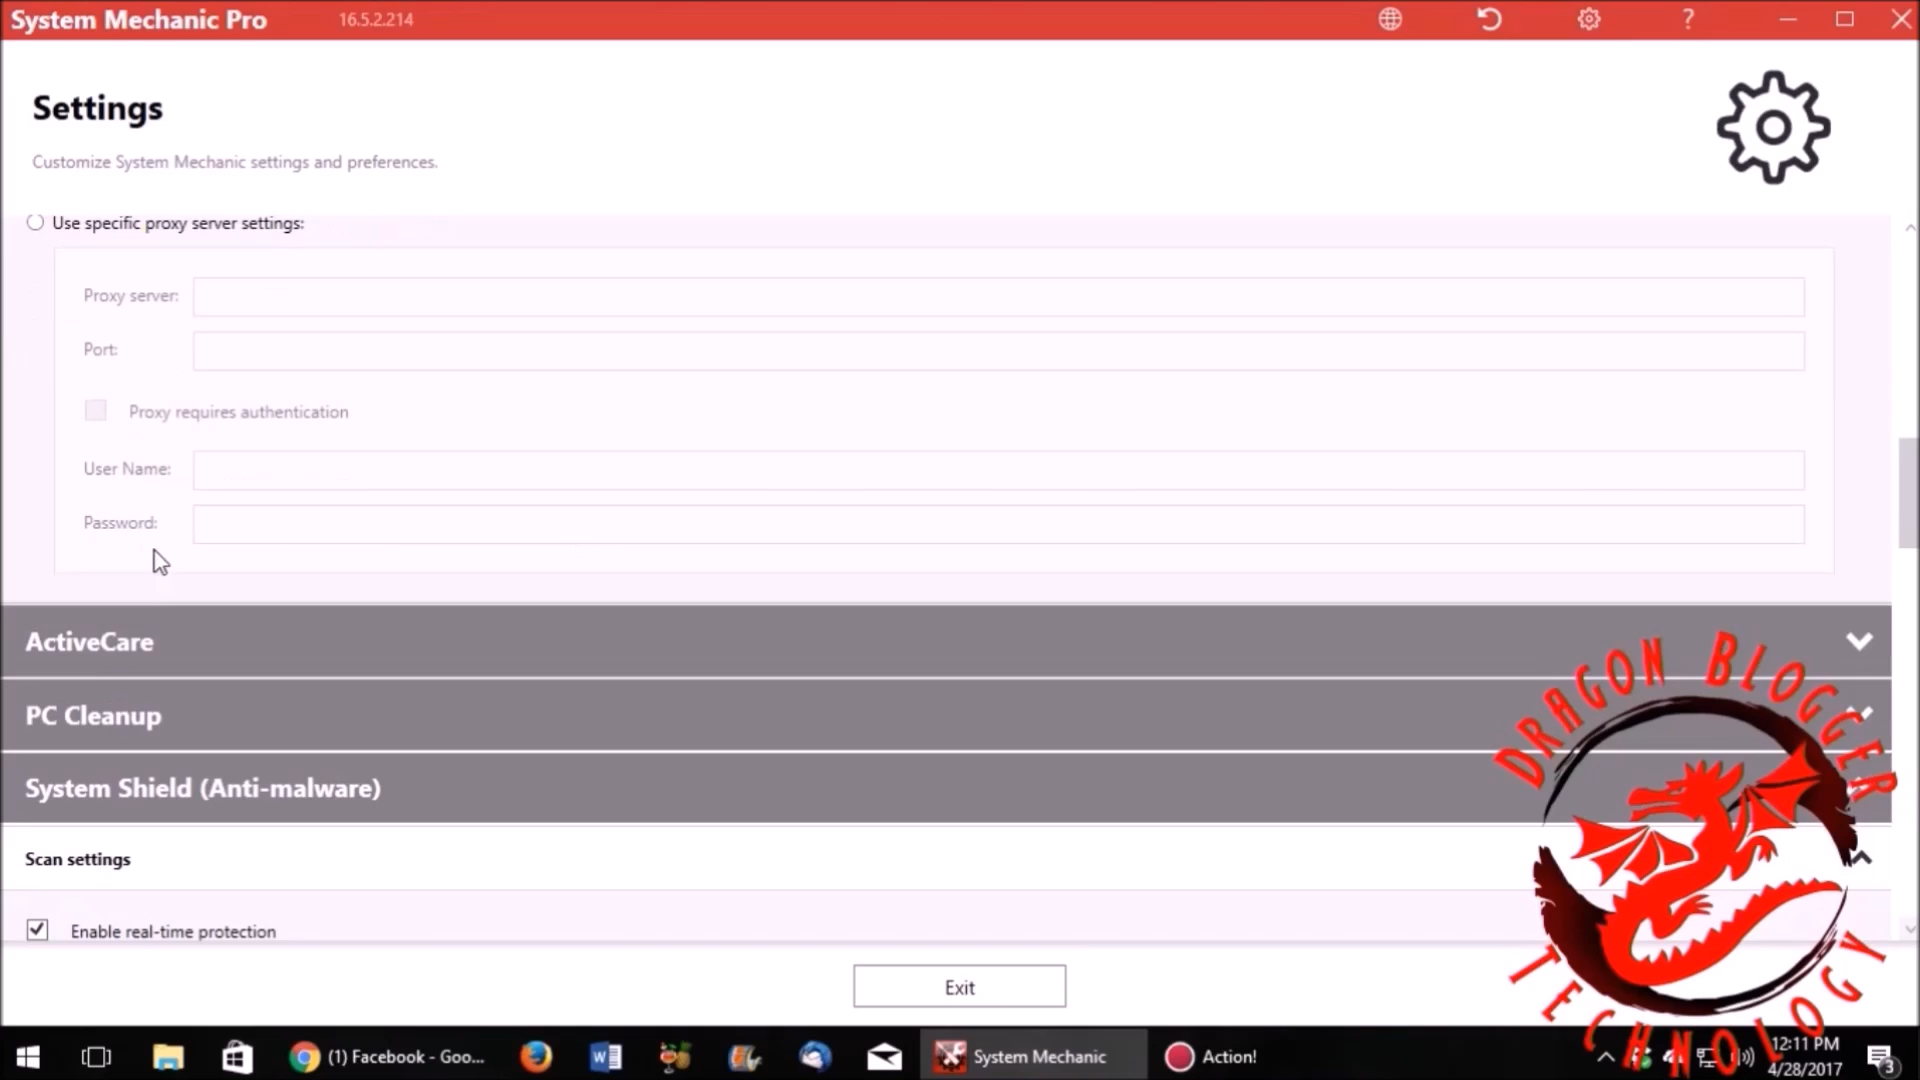 System Mechanic Pro 16.5.2.214 ?
Settings
Customize System Mechanic settings and preferences.
Use specific proxy server settings:
Proxy server:
Port:
Proxy requires authentication
User Name:
Password:
ActiveCare
PC Cleanup
System Shield (Anti-malware)
Scan settings
Enable real-time protection
Exit
DRAGON BLOGGER
TECHNOLOGY
(1) Facebook - Goo...
System Mechanic
Action!
12:11 PM
4/28/2017
3